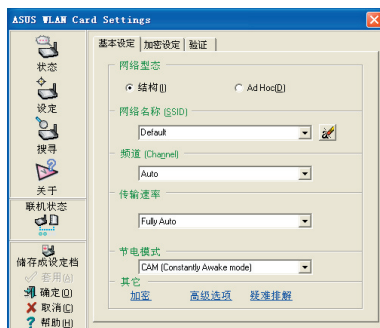 ASUS WLAN Card Settings
状态
设定
搜寻
关于
联机状态
储存成设定档
套用(A)
确定(O)
取消(C)
帮助(H)
基本设定 加密设定 验证
网络型态
结构(I) Ad Hoc(D)
网络名称 (SSID)
Default
频道 (Channel)
Auto
传输速率
Fully Auto
节电模式
CAM (Constantly Awake mode)
其它
加密 高级选项 疑难排解